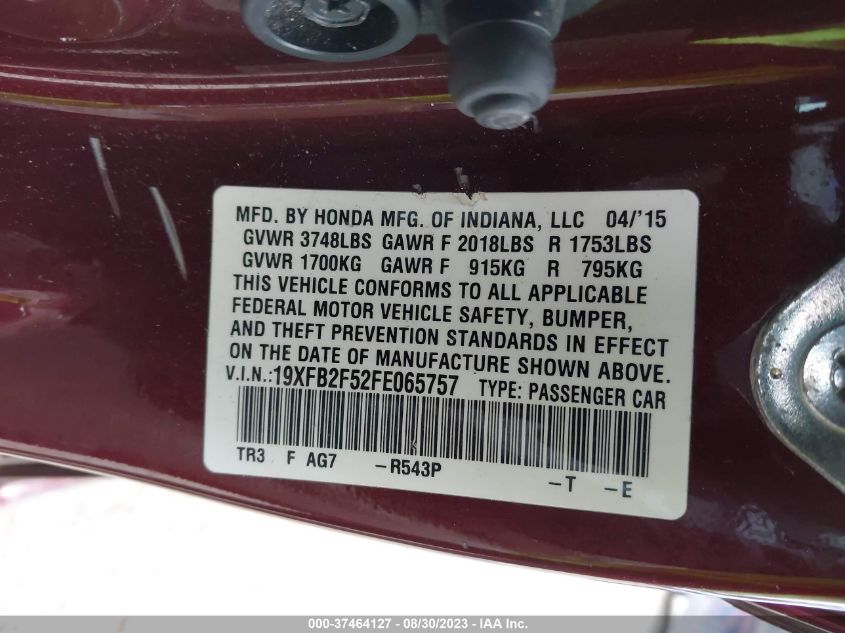 MFD. BY HONDA MFG. OF INDIANA, LLC 04/'15
GVWR 3748LBS GAWR F 2018LBS R 1753LBS
GVWR 1700KG GAWR F 915KG R 795KG
THIS VEHICLE CONFORMS TO ALL APPLICABLE
FEDERAL MOTOR VEHICLE SAFETY, BUMPER,
AND THEFT PREVENTION STANDARDS IN EFFECT
ON THE DATE OF MANUFACTURE SHOWN ABOVE.
V.I.N.:19XFB2F52FE065757 TYPE: PASSENGER CAR
TR3 F AG7 -R543P
-T -E
000-37464127 - 08/30/2023 - IAA Inc.